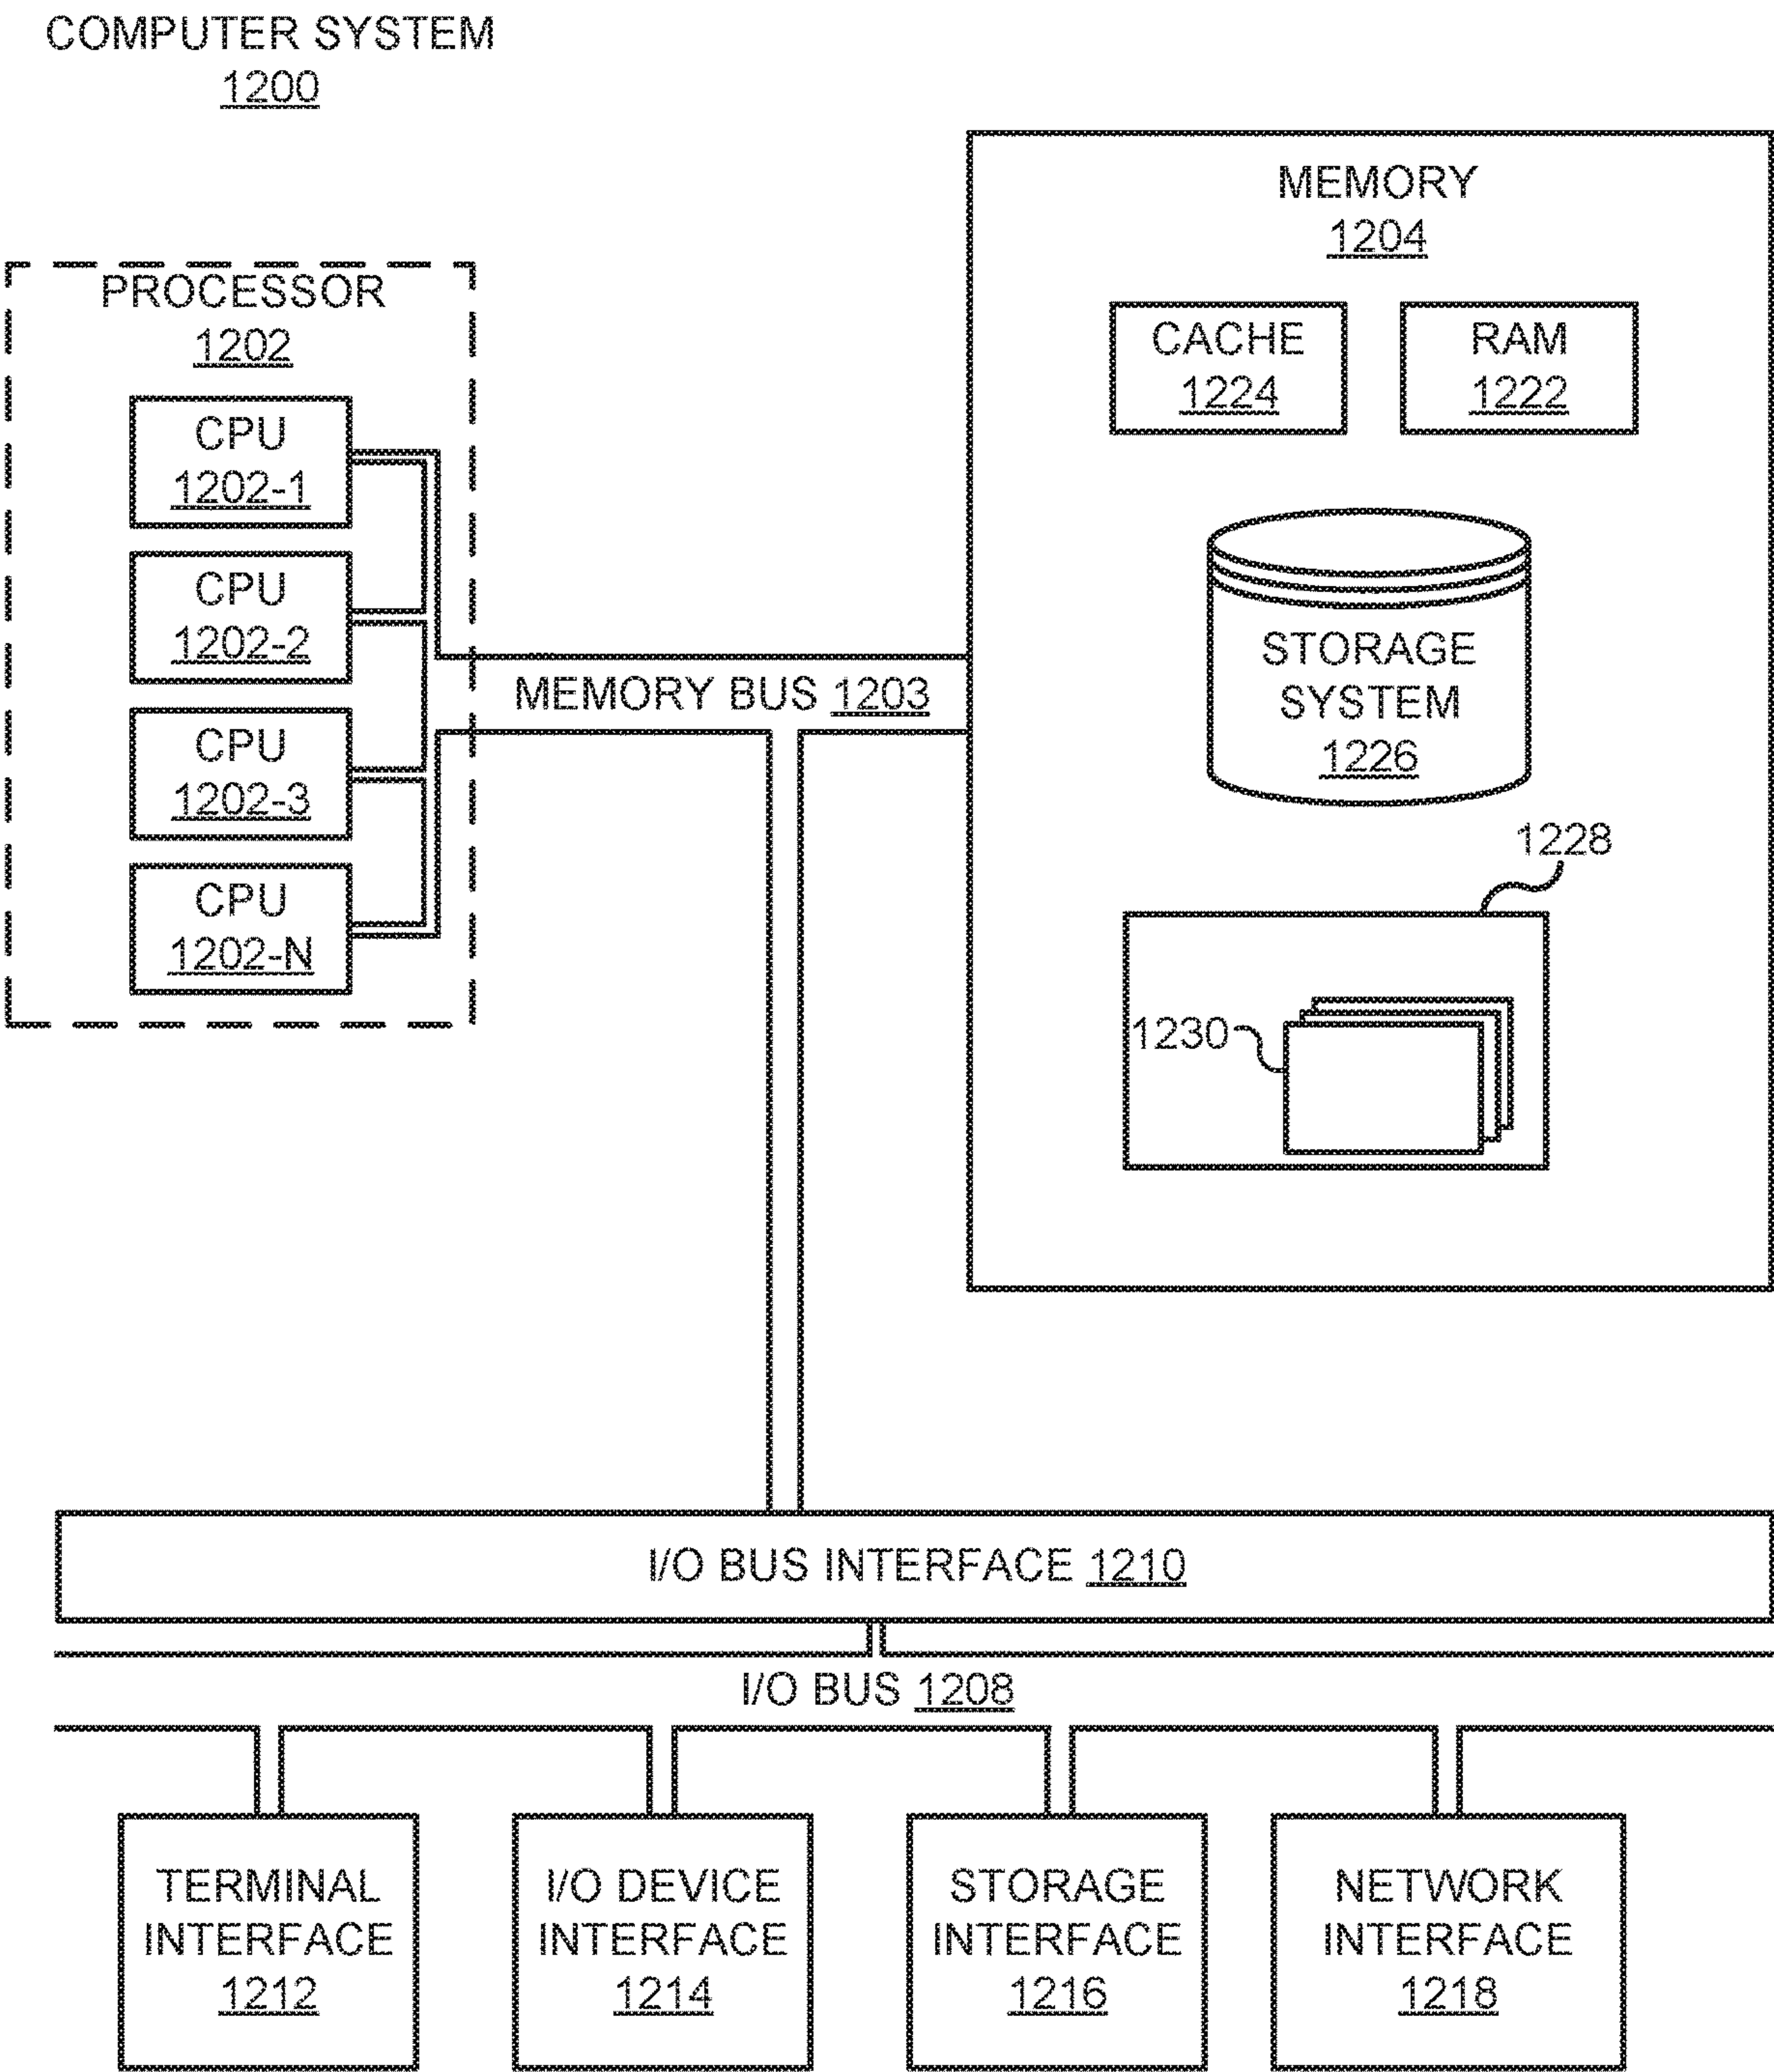 COMPUTER SYSTEM
1200
PROCESSOR
1202
CPU
1202-1
CPU
1202-2
CPU
1202-3
CPU
1202-N
MEMORY BUS 1203
MEMORY
1204
CACHE
1224
RAM
1222
STORAGE
SYSTEM
1226
1228
1230
I/O BUS INTERFACE 1210
I/O BUS 1208
TERMINAL
INTERFACE
1212
I/O DEVICE
INTERFACE
1214
STORAGE
INTERFACE
1216
NETWORK
INTERFACE
1218